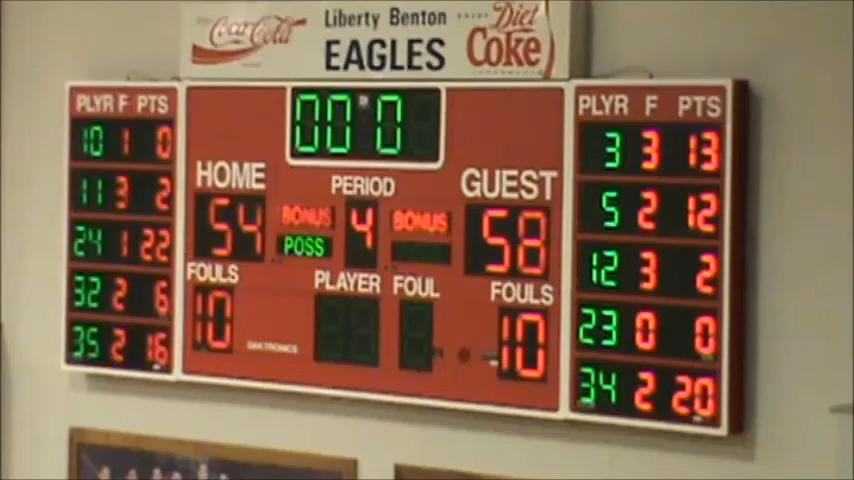 Coca-Cola
Liberty Benton
EAGLES
Diet
Coke
PLYR F PTS
10 1 0
11 3 2
24 1 22
32 2 6
35 2 16
000 0
HOME PERIOD GUEST
54 BONUS 4 BONUS 58
POSS
FOULS PLAYER FOUL FOULS
10 10
DAKTRONICS
PLYR F PTS
3 3 13
5 2 12
12 3 2
23 0 0
34 2 20